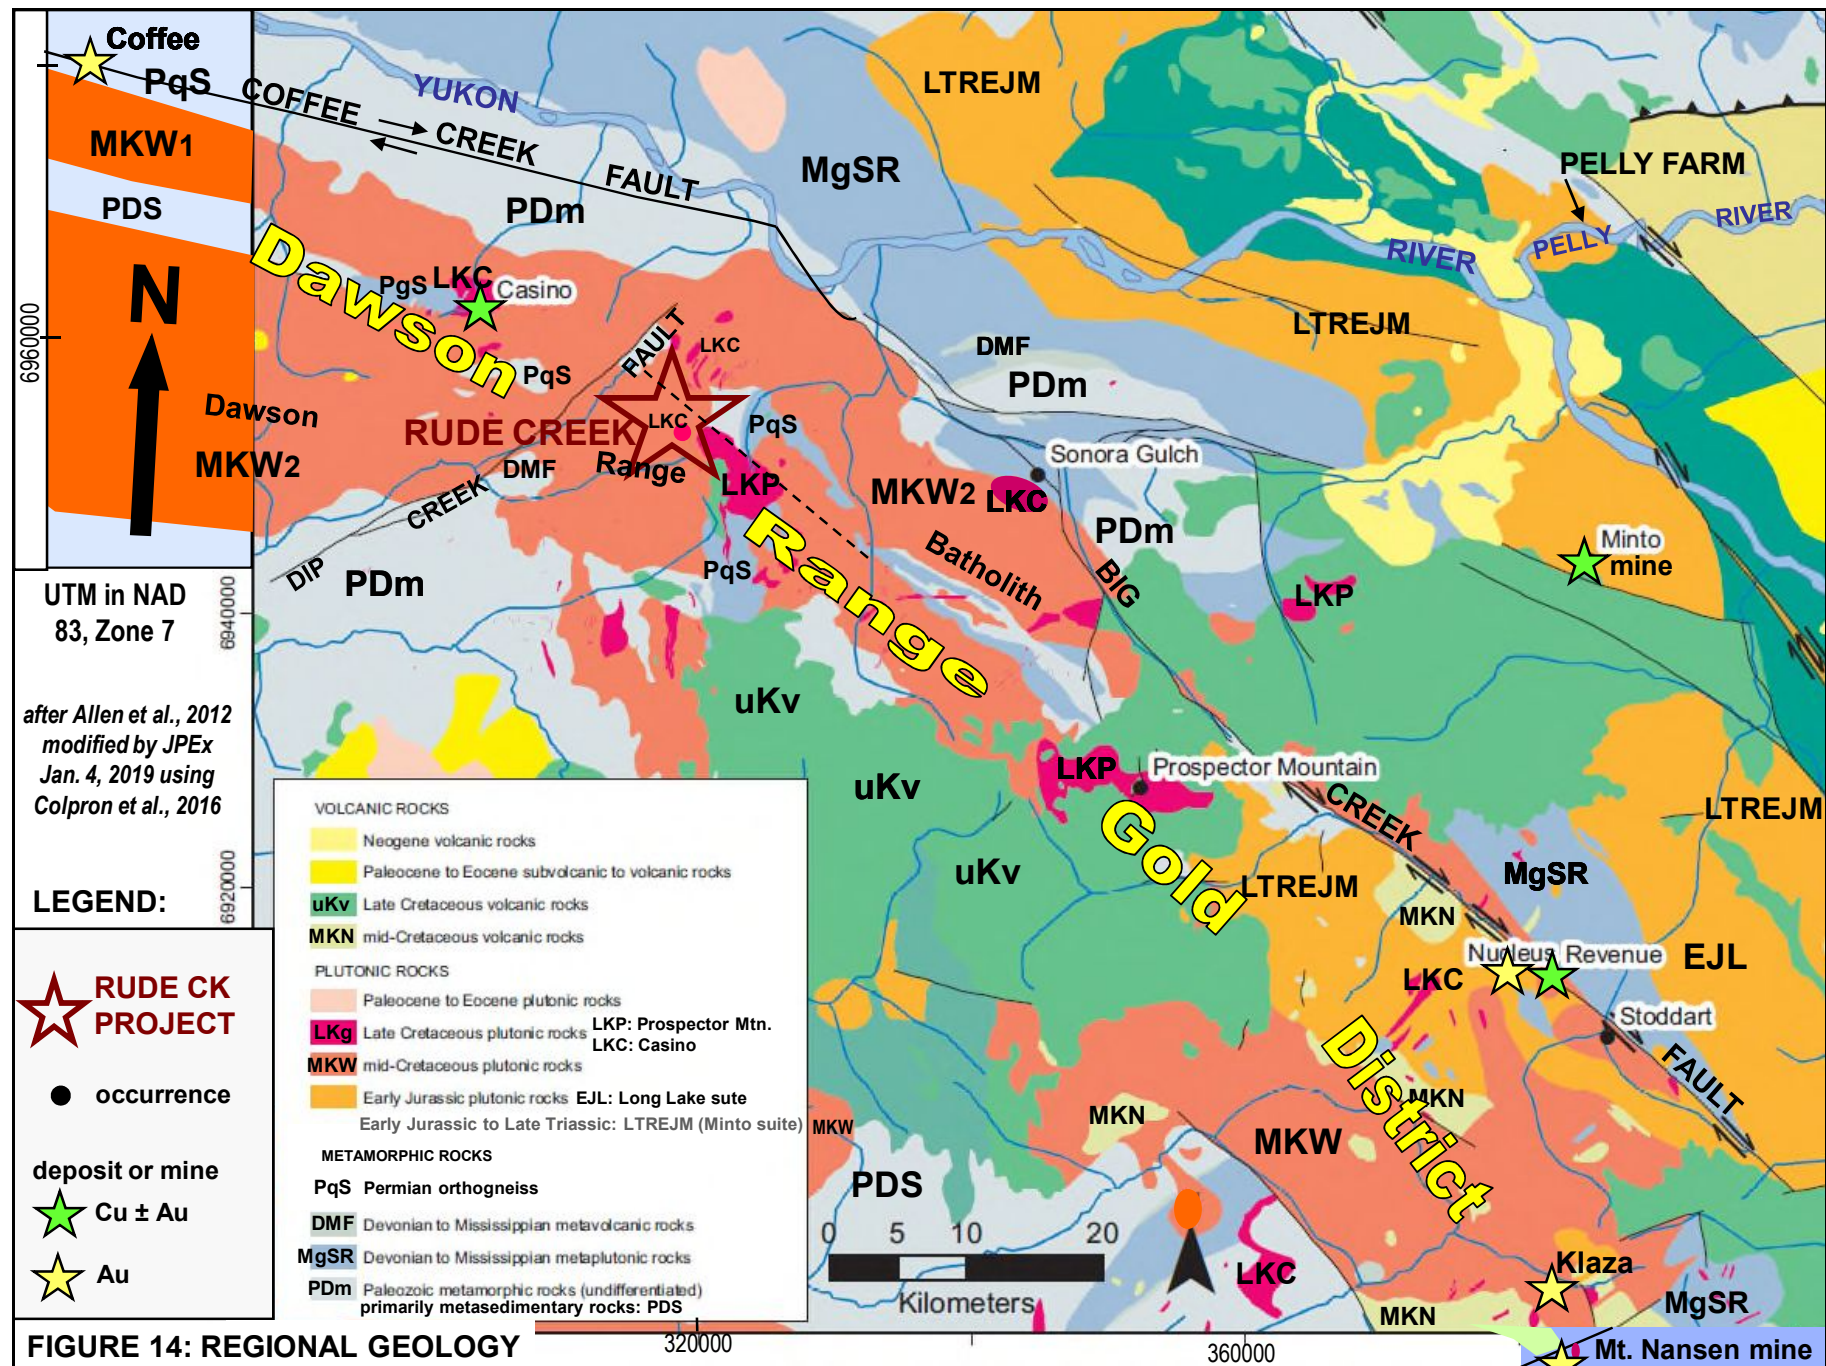 Coffee
PqS
COFFEE CREEK FAULT
YUKON
MKW1
PDS
PDm
LTREJM
MgSR
PELLY FARM
RIVER
PELLY
RIVER
N
PgS
LKC
Casino
Dawson
FAULT
LKC
LTREJM
DMF
PDm
PqS
6960000
Dawson
MKW2
RUDE CREEK
LKC
PqS
Range
DMF
CREEK
DIP
LKP
MKW2
LKC
Sonora Gulch
PDm
Minto
mine
Range
Batholith
BIG
PqS
PDm
LKP
UTM in NAD
83, Zone 7
6940000
after Allen et al., 2012
modified by JPEx
Jan. 4, 2019 using
Colpron et al., 2016
uKv
uKv
LKP
Prospector Mountain
CREEK
LTREJM
Gold
uKv
LTREJM
MgSR
MKN
6920000
Nucleus
Revenue
EJL
LKC
Stoddart
FAULT
District
MKN
MKN
MKW
MKW
PDS
LKC
Klaza
MgSR
MKN
Mt. Nansen mine
LEGEND:
RUDE CK
PROJECT
occurrence
deposit or mine
Cu ± Au
Au
VOLCANIC ROCKS
Neogene volcanic rocks
Paleocene to Eocene subvolcanic to volcanic rocks
uKv Late Cretaceous volcanic rocks
MKN mid-Cretaceous volcanic rocks
PLUTONIC ROCKS
Paleocene to Eocene plutonic rocks
LKg Late Cretaceous plutonic rocks LKP: Prospector Mtn.
LKC: Casino
MKW mid-Cretaceous plutonic rocks
Early Jurassic plutonic rocks EJL: Long Lake sute
Early Jurassic to Late Triassic: LTREJM (Minto suite)
METAMORPHIC ROCKS
PqS Permian orthogneiss
DMF Devonian to Mississippian metavolcanic rocks
MgSR Devonian to Mississippian metaplutonic rocks
PDm Paleozoic metamorphic rocks (undifferentiated)
primarily metasedimentary rocks: PDS
0 5 10 20
Kilometers
FIGURE 14: REGIONAL GEOLOGY
320000
360000